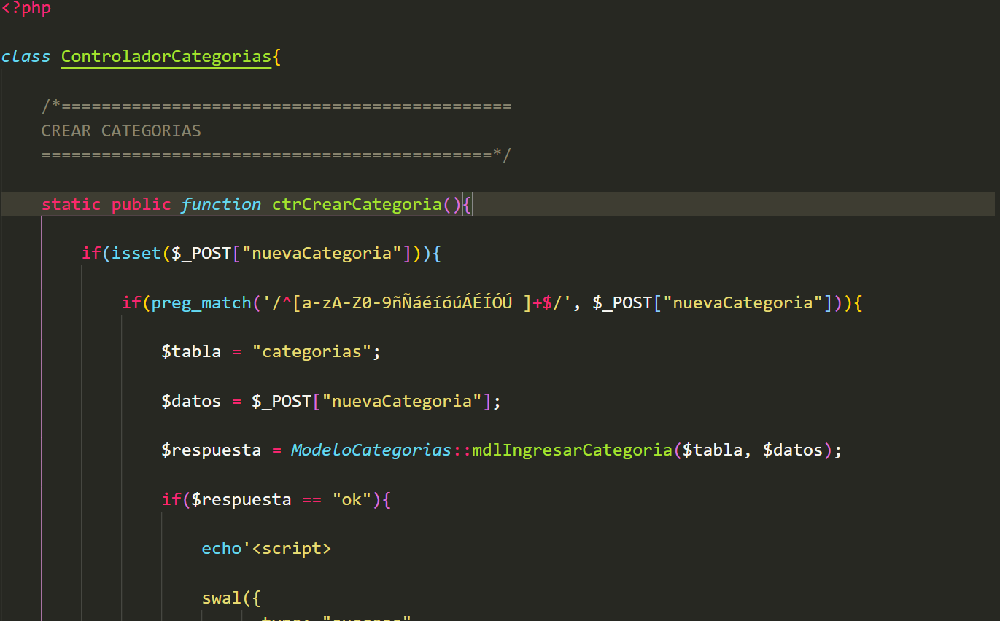 <?php
class ControladorCategorias{
/*=============================================
CREAR CATEGORIAS
=============================================*/
static public function ctrCrearCategoria(){
if(isset($_POST["nuevaCategoria"])){
if(preg_match('/^[a-zA-Z0-9ñÑáéíóúÁÉÍÓÚ ]+$/', $_POST["nuevaCategoria"])){
$tabla = "categorias";
$datos = $_POST["nuevaCategoria"];
$respuesta = ModeloCategorias::mdlIngresarCategoria($tabla, $datos);
if($respuesta == "ok"){
echo'<script>
swal({
type: "success"